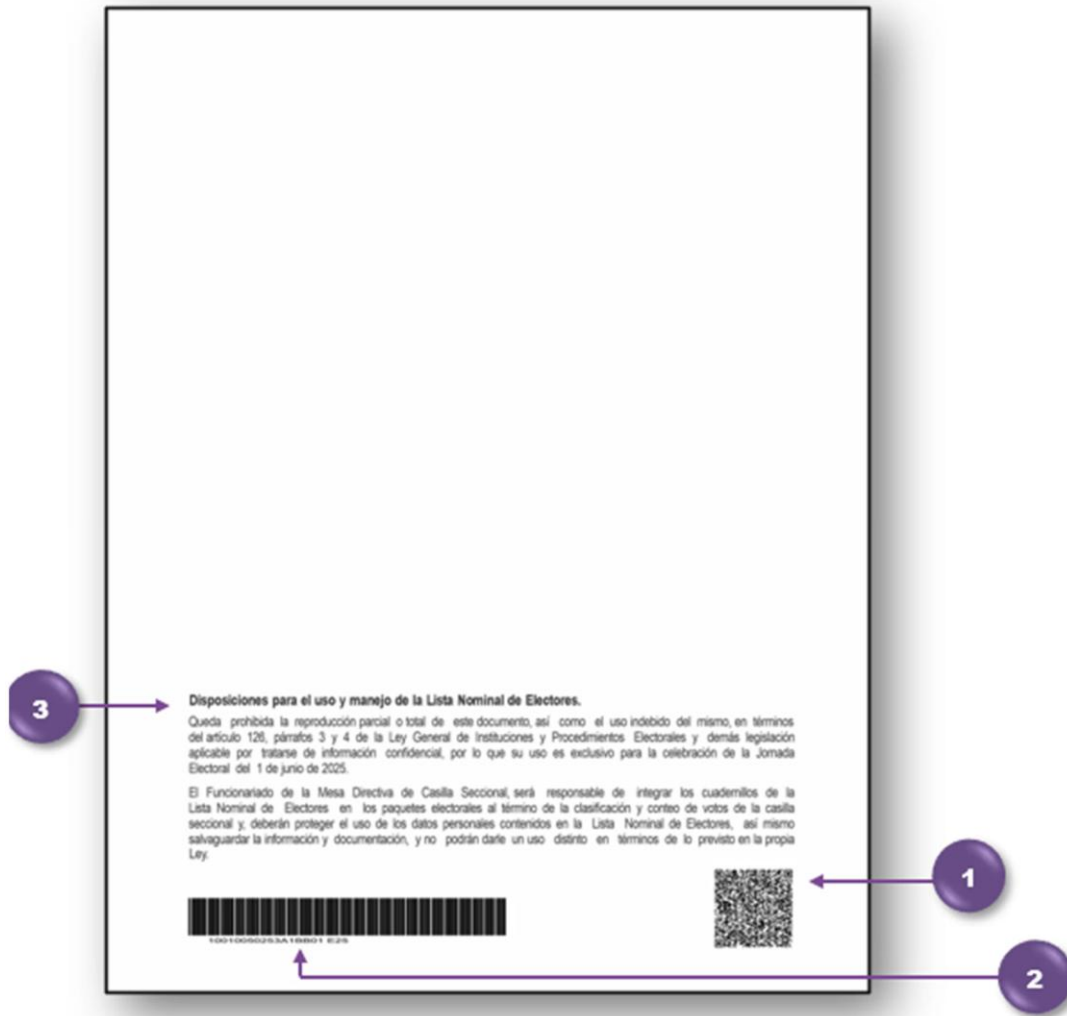 3
Disposiciones para el uso y manejo de la Lista Nominal de Electores.
Queda prohibida la reproducción parcial o total de este documento, así como el uso indebido del mismo, en términos
del artículo 126, párrafos 3 y 4 de la Ley General de Instituciones y Procedimientos Electorales y demás legislación
aplicable por tratarse de información confidencial, por lo que su uso es exclusivo para la celebración de la Jornada
Electoral del 1 de junio de 2025.
El Funcionariado de la Mesa Directiva de Casilla Seccional, será responsable de integrar los cuadernillos de la
Lista Nominal de Electores en los paquetes electorales al término de la clasificación y conteo de votos de la casilla
seccional y, deberán proteger el uso de los datos personales contenidos en la Lista Nominal de Electores, así mismo
salvaguardar la información y documentación, y no podrán darle un uso distinto en términos de lo previsto en la propia
Ley.
1
10010050253A1BB01 E25
2